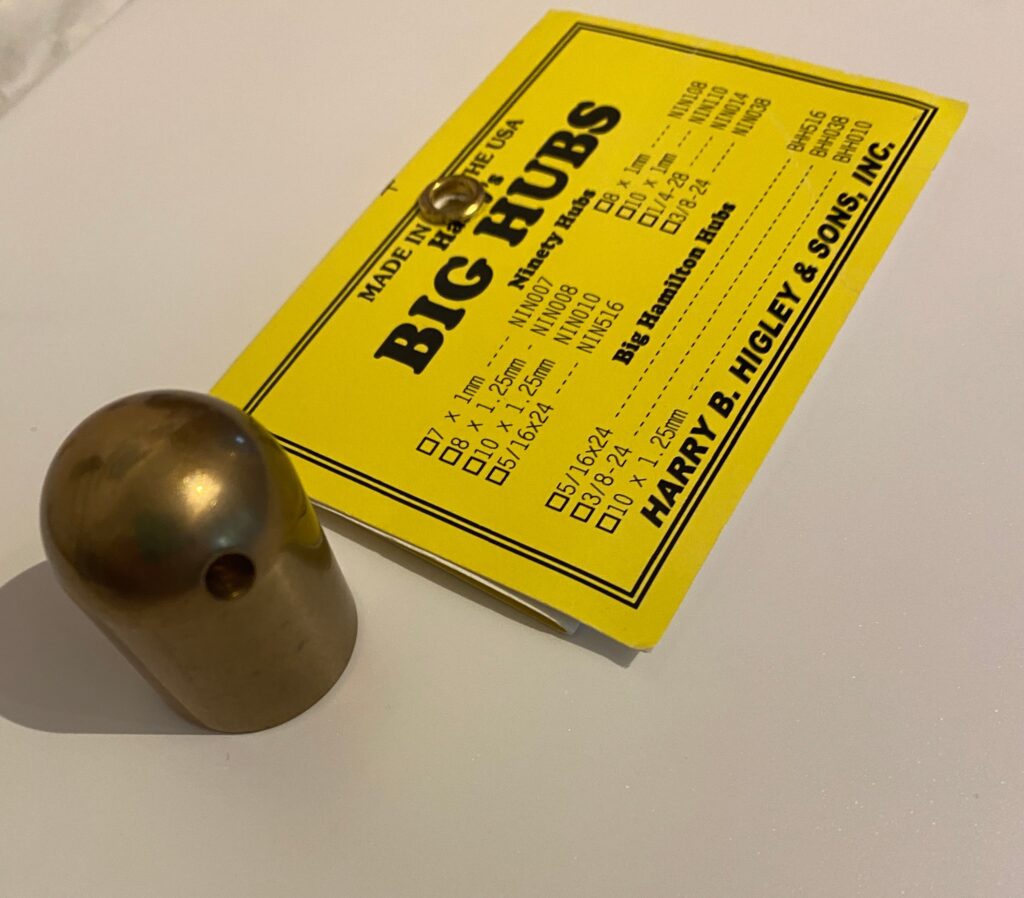 MADE IN THE USA
BIG HUBS
Ninety Hubs
□7 x 1mm --- NIN007
□8 x 1.25mm - NIN008
□10 x 1.25mm NIN010
□5/16x24 ---- NIN516
□8 x 1mm ---- NIN108
□10 x 1mm --- NIN110
□1/4-28 ----- NIN014
□3/8-24 ----- NIN038
Big Hamilton Hubs
□5/16x24 -------------------- BHH516
□3/8-24 --------------------- BHH038
□10 x 1.25mm ---------------- BHH010
HARRY B. HIGLEY & SONS, INC.